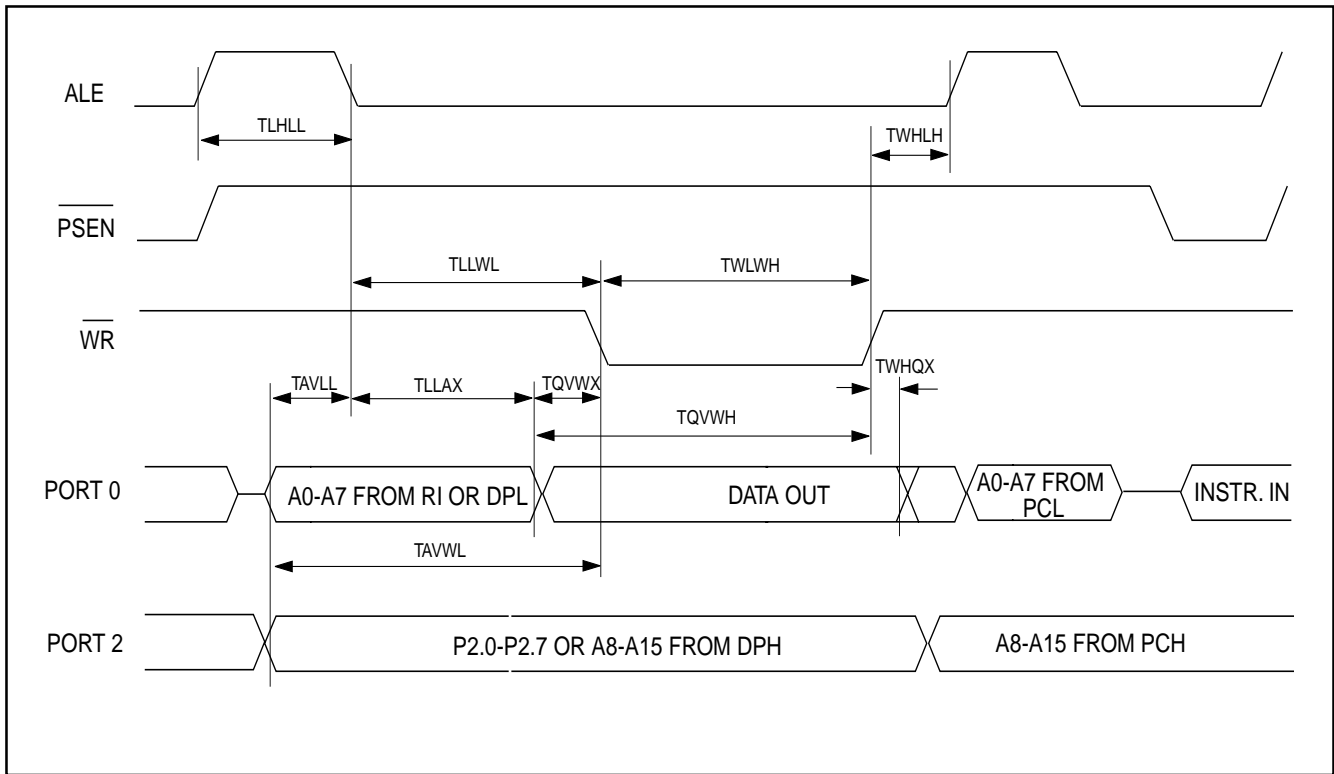 ALE
TLHLL
TWHLH
PSEN
TLLWL
TWLWH
WR
TWHQX
TAVLL
TLLAX
TQVWX
TQVWH
PORT 0
A0-A7 FROM RI OR DPL
DATA OUT
A0-A7 FROM
PCL
INSTR. IN
TAVWL
PORT 2
P2.0-P2.7 OR A8-A15 FROM DPH
A8-A15 FROM PCH